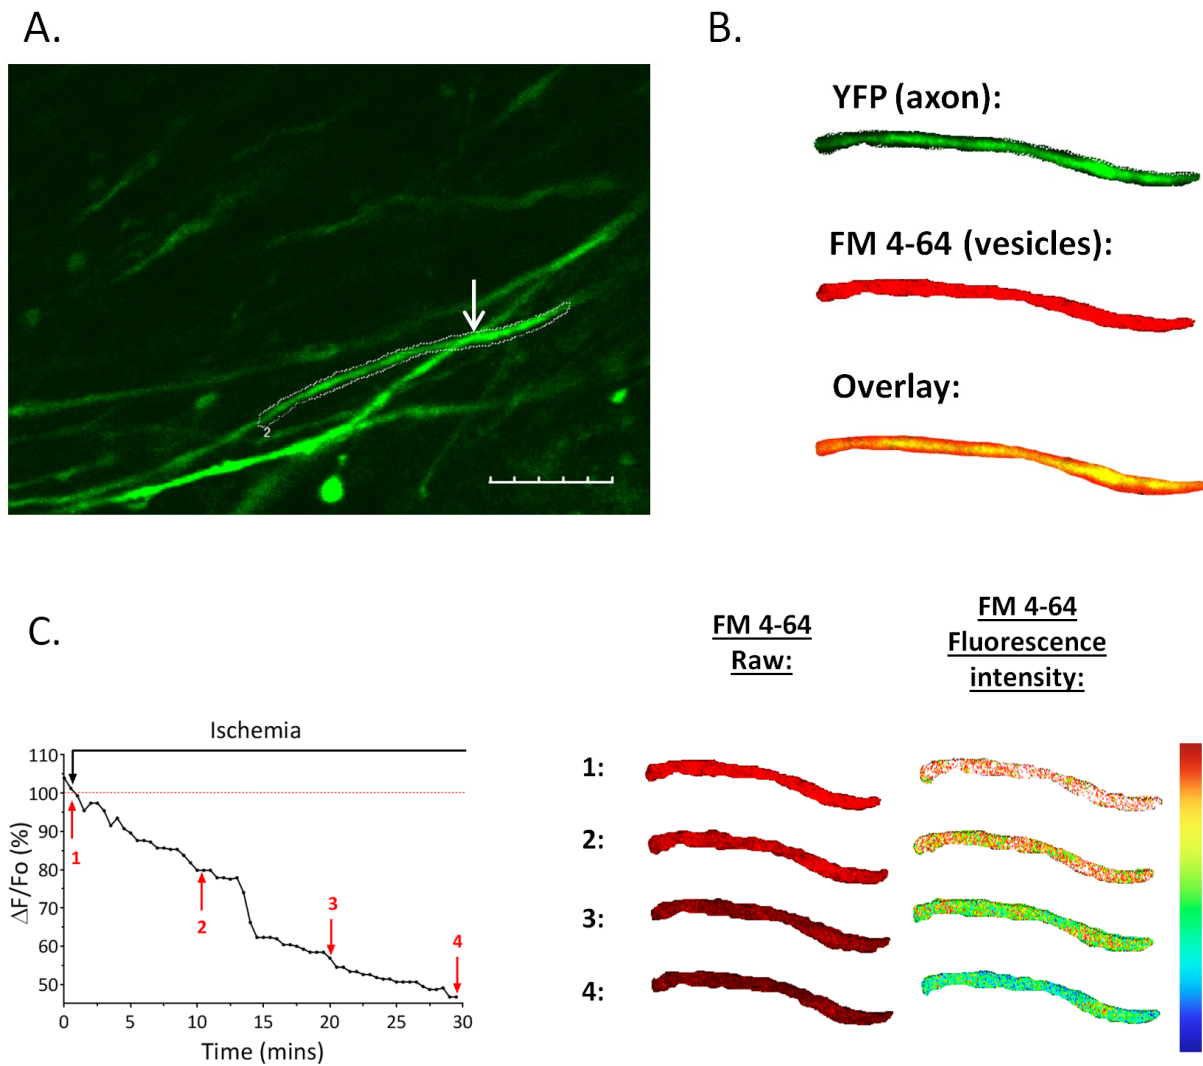 A.
B.
YFP (axon):
FM 4-64 (vesicles):
Overlay:
2
C.
FM 4-64
Raw:
FM 4-64
Fluorescence
intensity:
Ischemia
110
100
90
80
70
60
50
ΔF/Fo (%)
0 5 10 15 20 25 30
Time (mins)
1
2
3
4
1:
2:
3:
4: